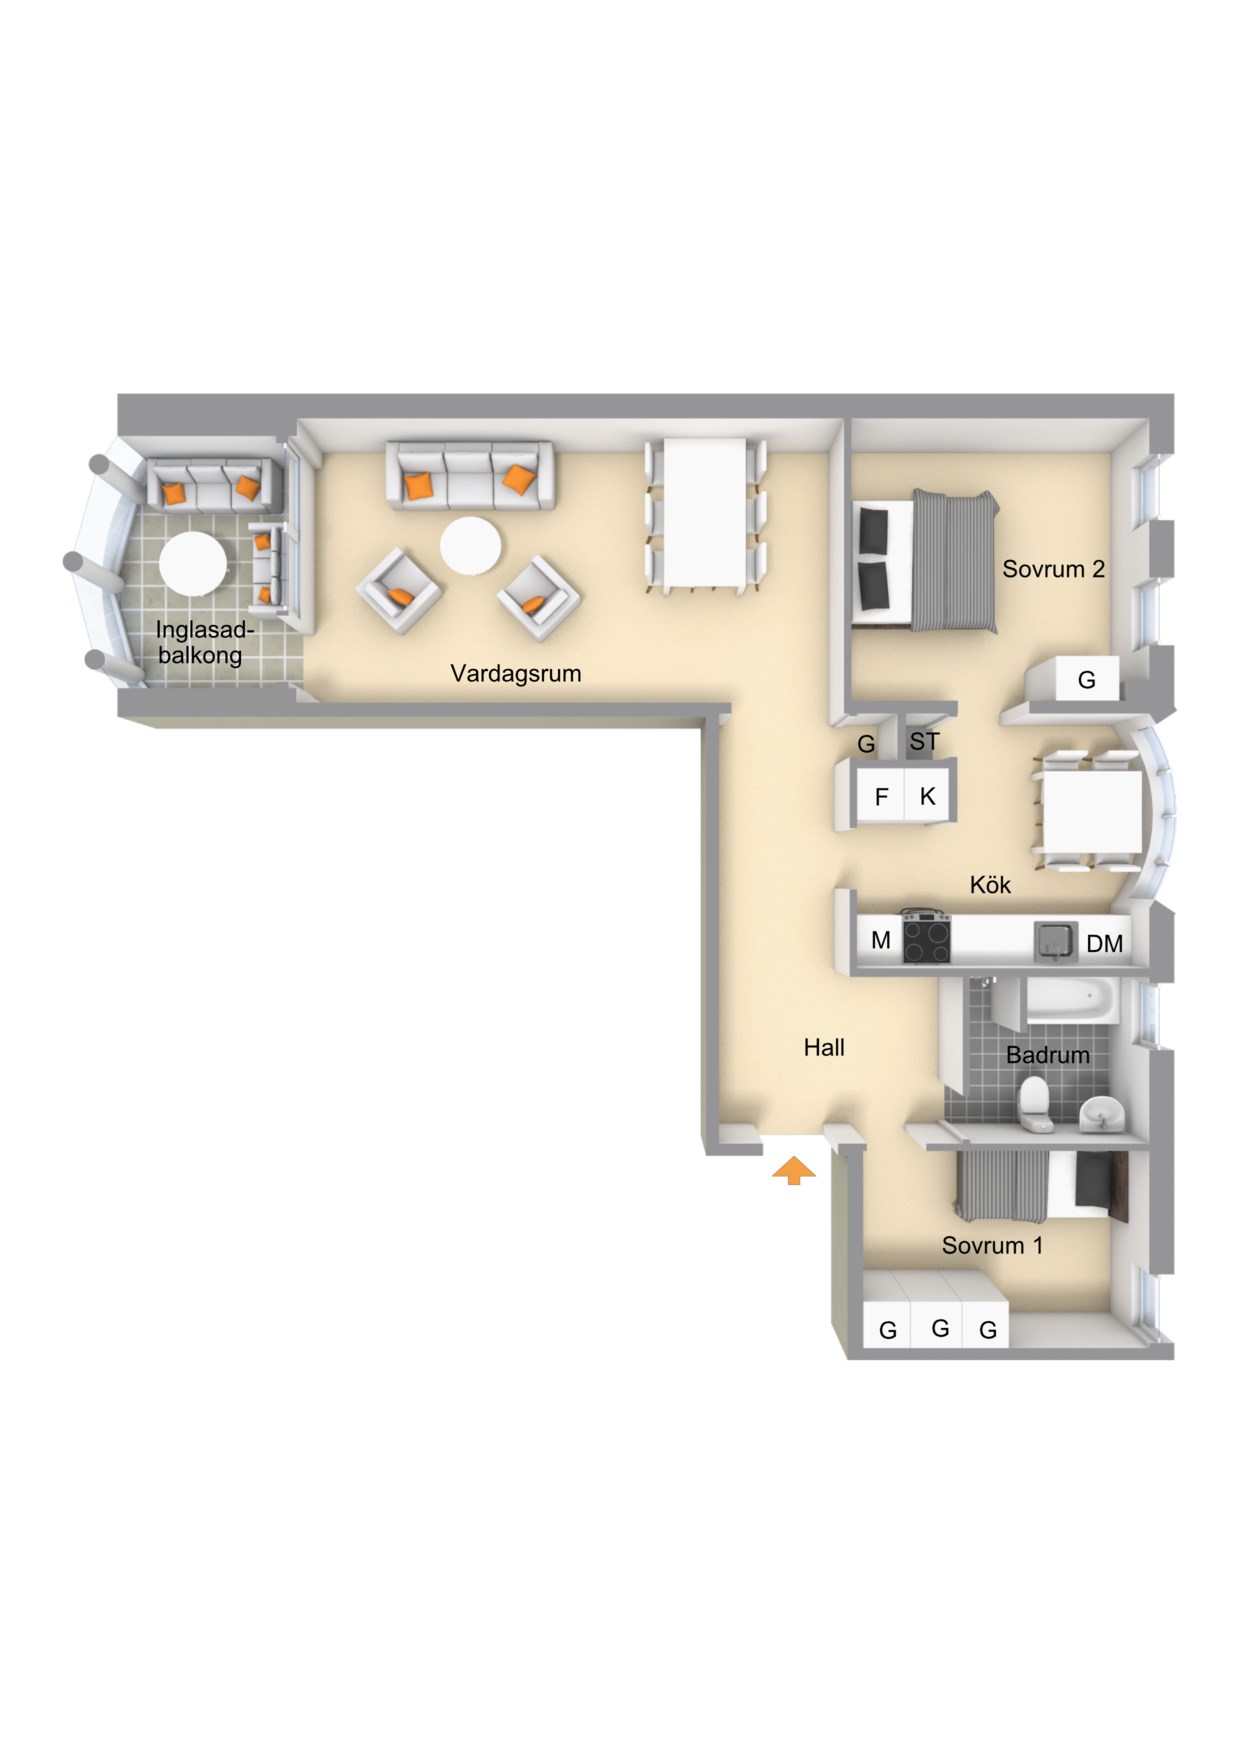 Sovrum 2
Inglasad-
balkong
Vardagsrum
G
G
ST
F
K
Kök
M
DM
Hall
Badrum
Sovrum 1
G
G
G